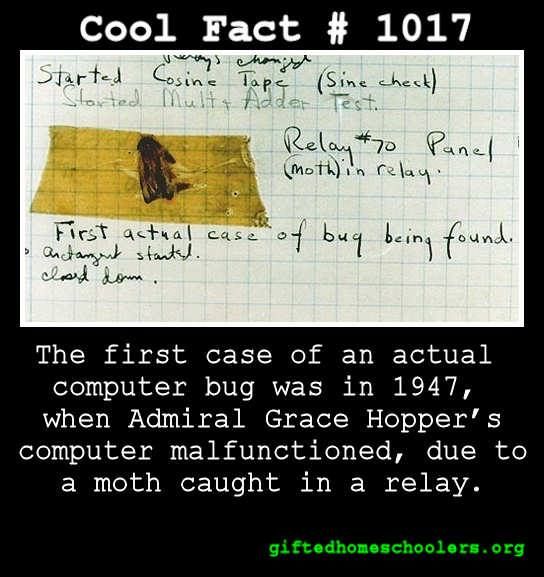 Cool Fact # 1017
Relays changed
Started Cosine Tape (Sine check)
Started Mult + Adder Test.
Relay #70 Panel
(moth) in relay.
First actual case of bug being found.
started.
closed down.
The first case of an actual
computer bug was in 1947,
when Admiral Grace Hopper’s
computer malfunctioned, due to
a moth caught in a relay.
giftedhomeschoolers.org